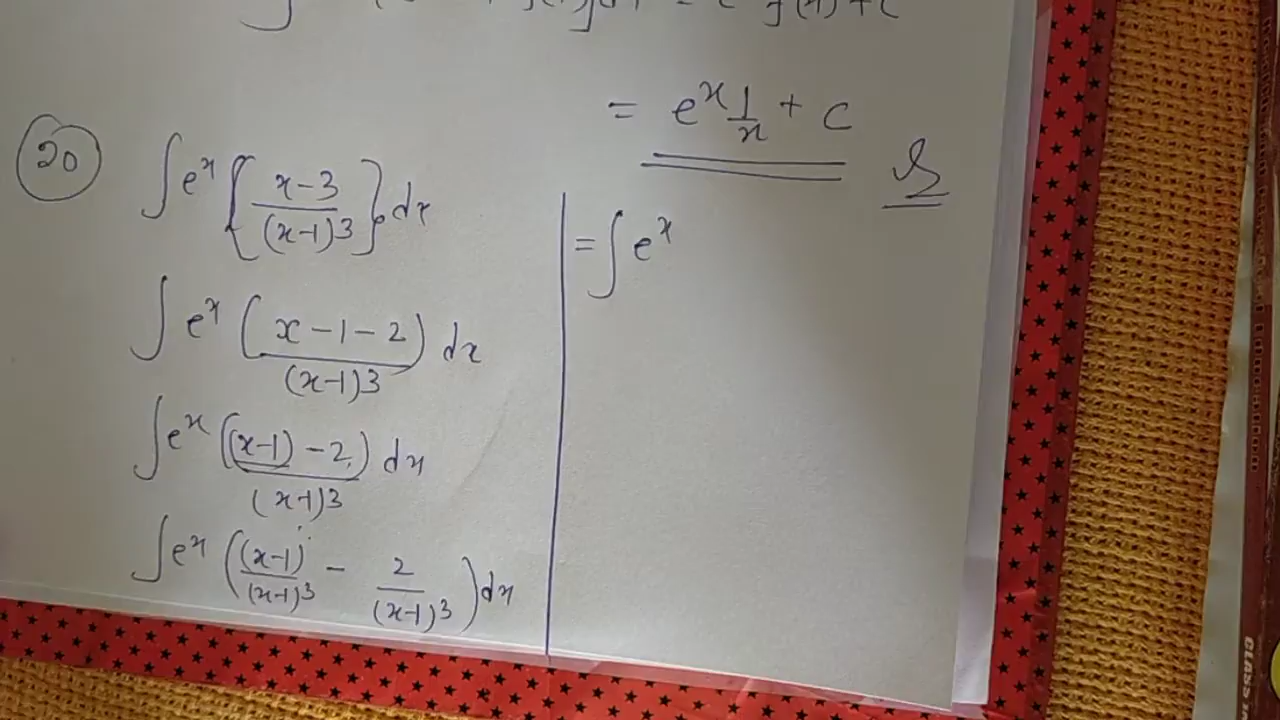 = e^x 1/x + c
20 ∫ e^x { (x-3)/(x-1)^3 } dx
∫ e^x ( (x-1-2)/(x-1)^3 ) dx
∫ e^x ( ((x-1)-2)/(x-1)^3 ) dx
∫ e^x ( (x-1)/(x-1)^3 - 2/(x-1)^3 ) dx
= ∫ e^x
CLASS